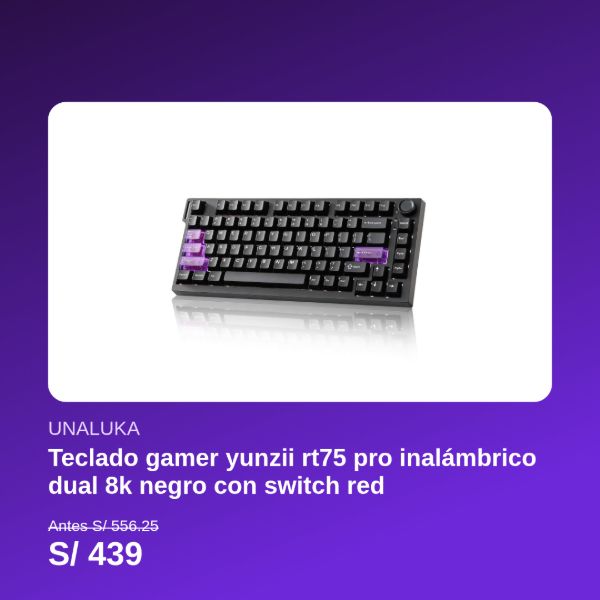 UNALUKA
Teclado gamer yunzii rt75 pro inalámbrico
dual 8k negro con switch red
Antes S/ 556.25
S/ 439